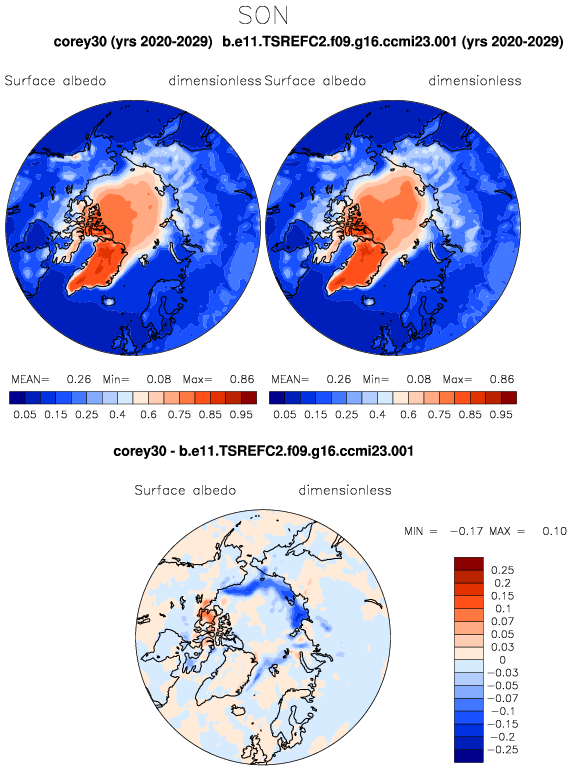 SON
corey30 (yrs 2020-2029) b.e11.TSREFC2.f09.g16.ccmi23.001 (yrs 2020-2029)
Surface albedo dimensionless Surface albedo dimensionless
MEAN= 0.26 Min= 0.08 Max= 0.86 MEAN= 0.26 Min= 0.08 Max= 0.86
0.05 0.15 0.25 0.4 0.6 0.75 0.85 0.95 0.05 0.15 0.25 0.4 0.6 0.75 0.85 0.95
corey30 - b.e11.TSREFC2.f09.g16.ccmi23.001
Surface albedo dimensionless
MIN = -0.17 MAX = 0.10
0.25
0.2
0.15
0.1
0.07
0.05
0.03
0
-0.03
-0.05
-0.07
-0.1
-0.15
-0.2
-0.25